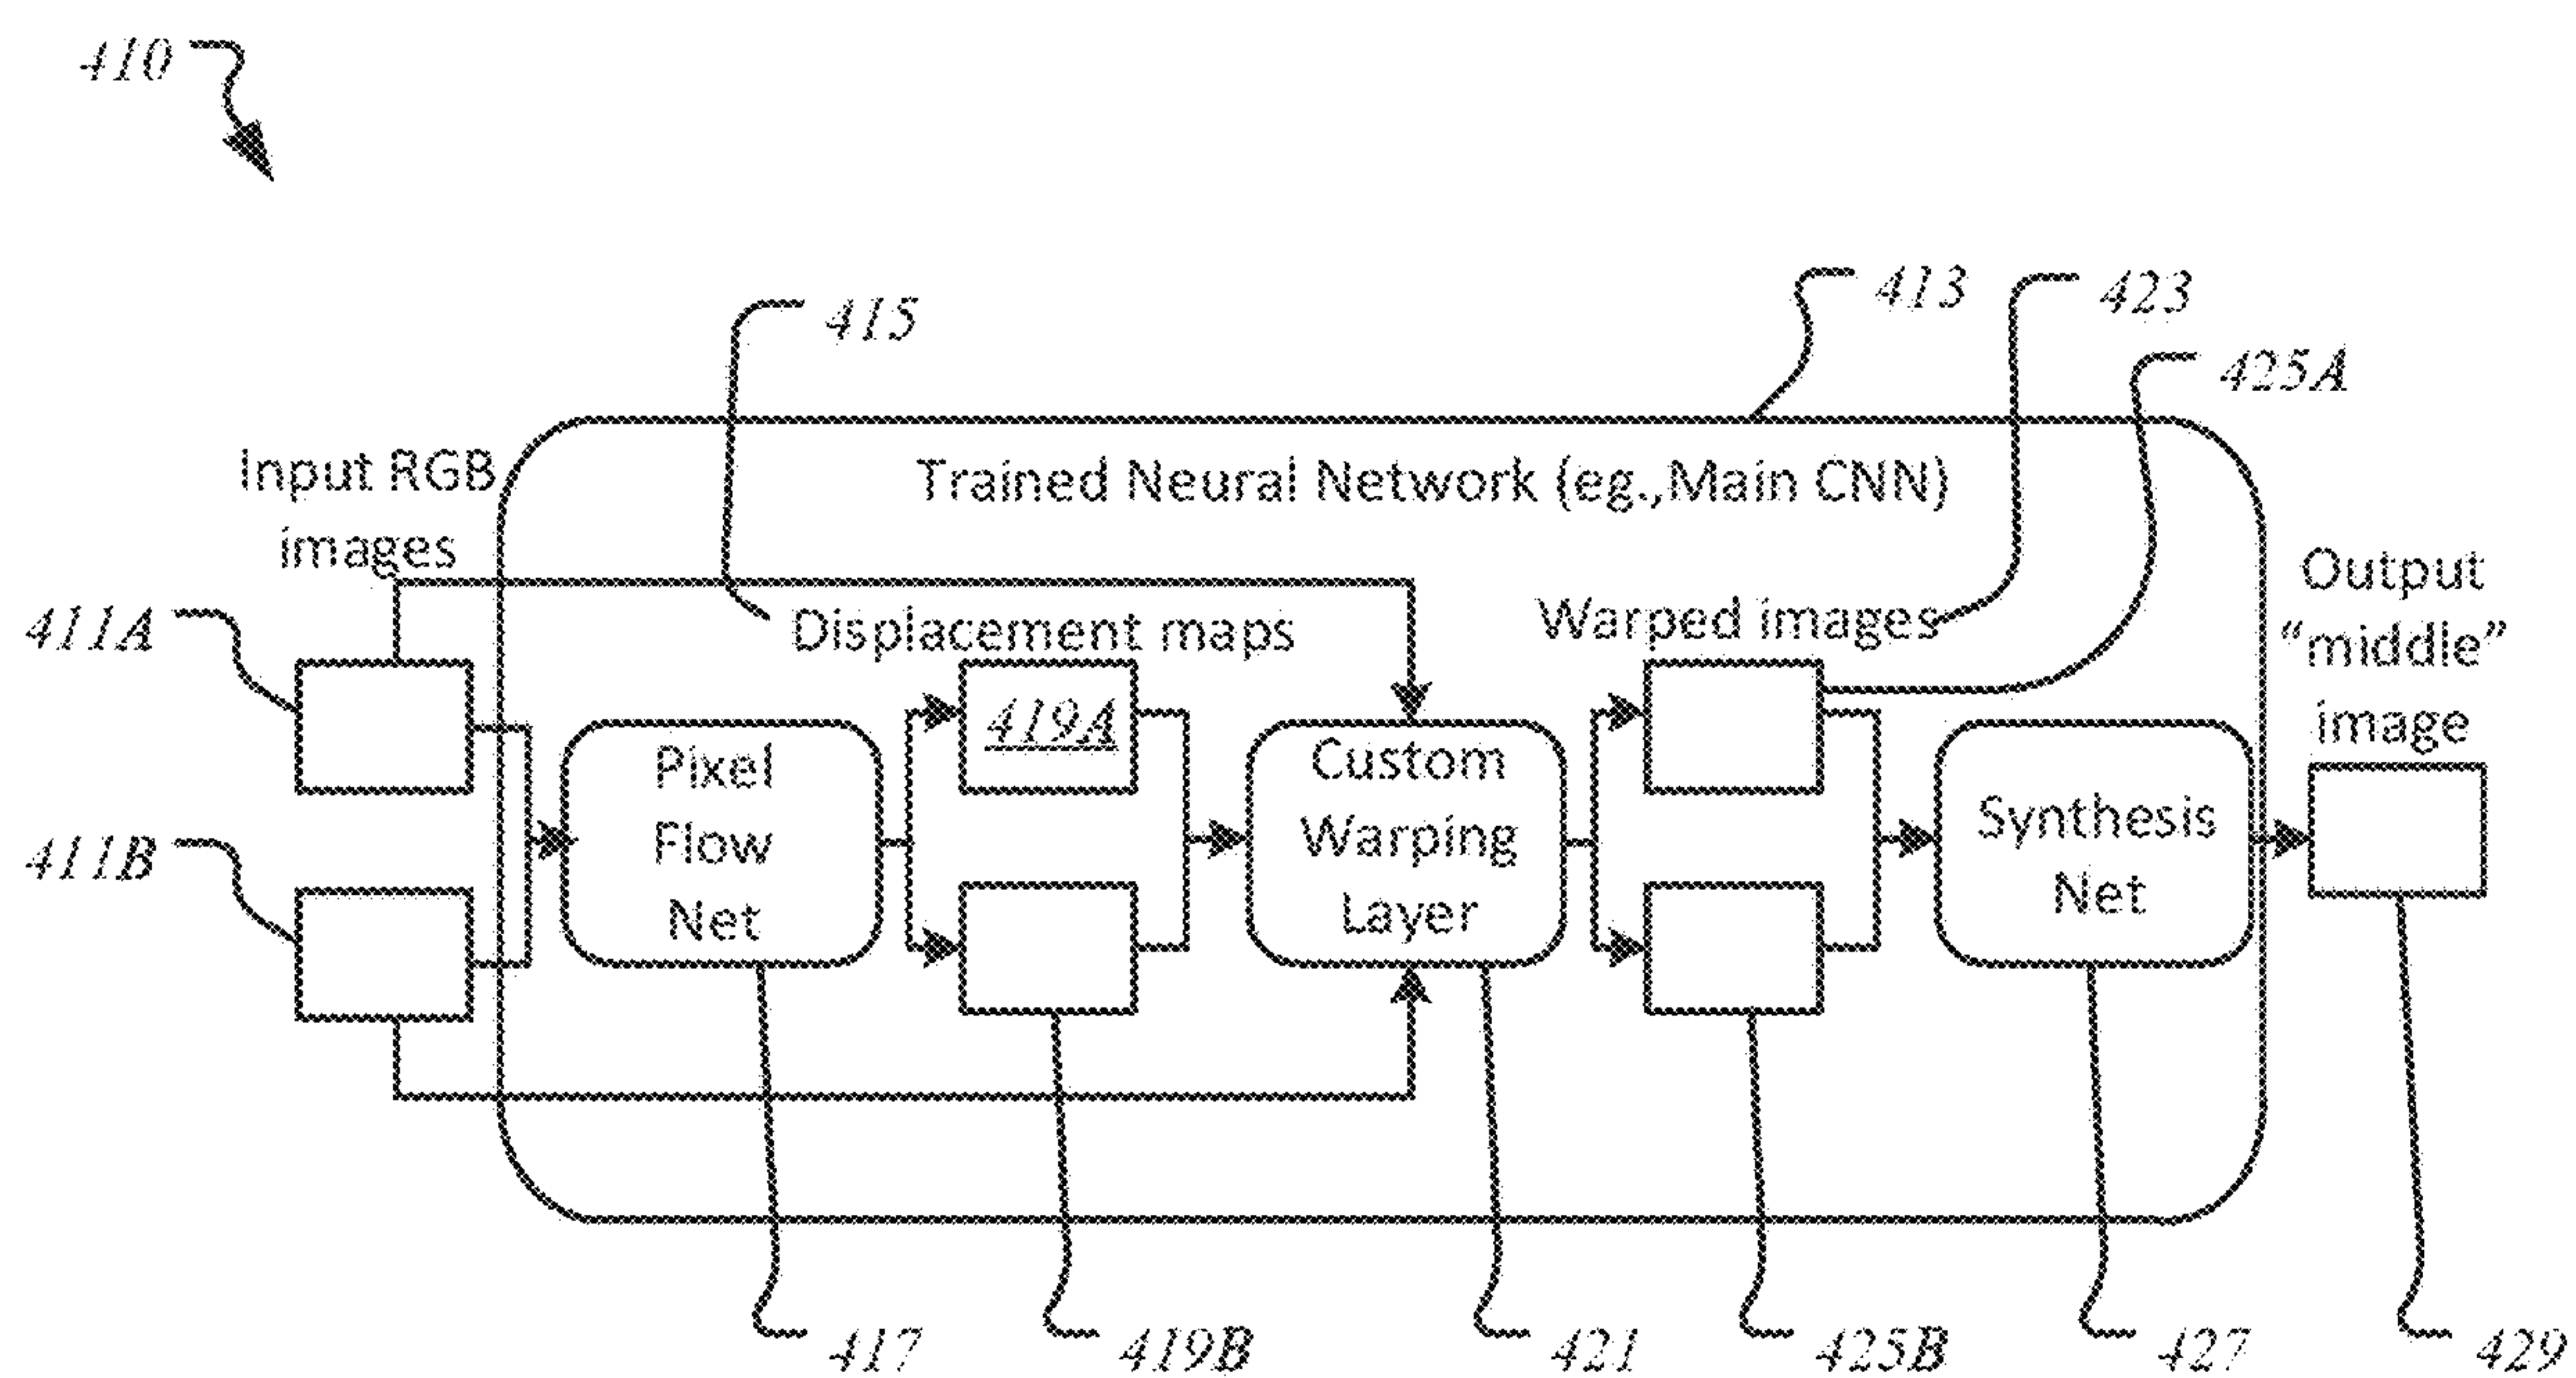 410
415
413
423
425A
Input RGB
images
Trained Neural Network (eg.,Main CNN)
Output
"middle"
image
411A
Displacement maps
Warped images
419A
Pixel
Flow
Net
Custom
Warping
Layer
Synthesis
Net
411B
417
419B
421
425B
427
429